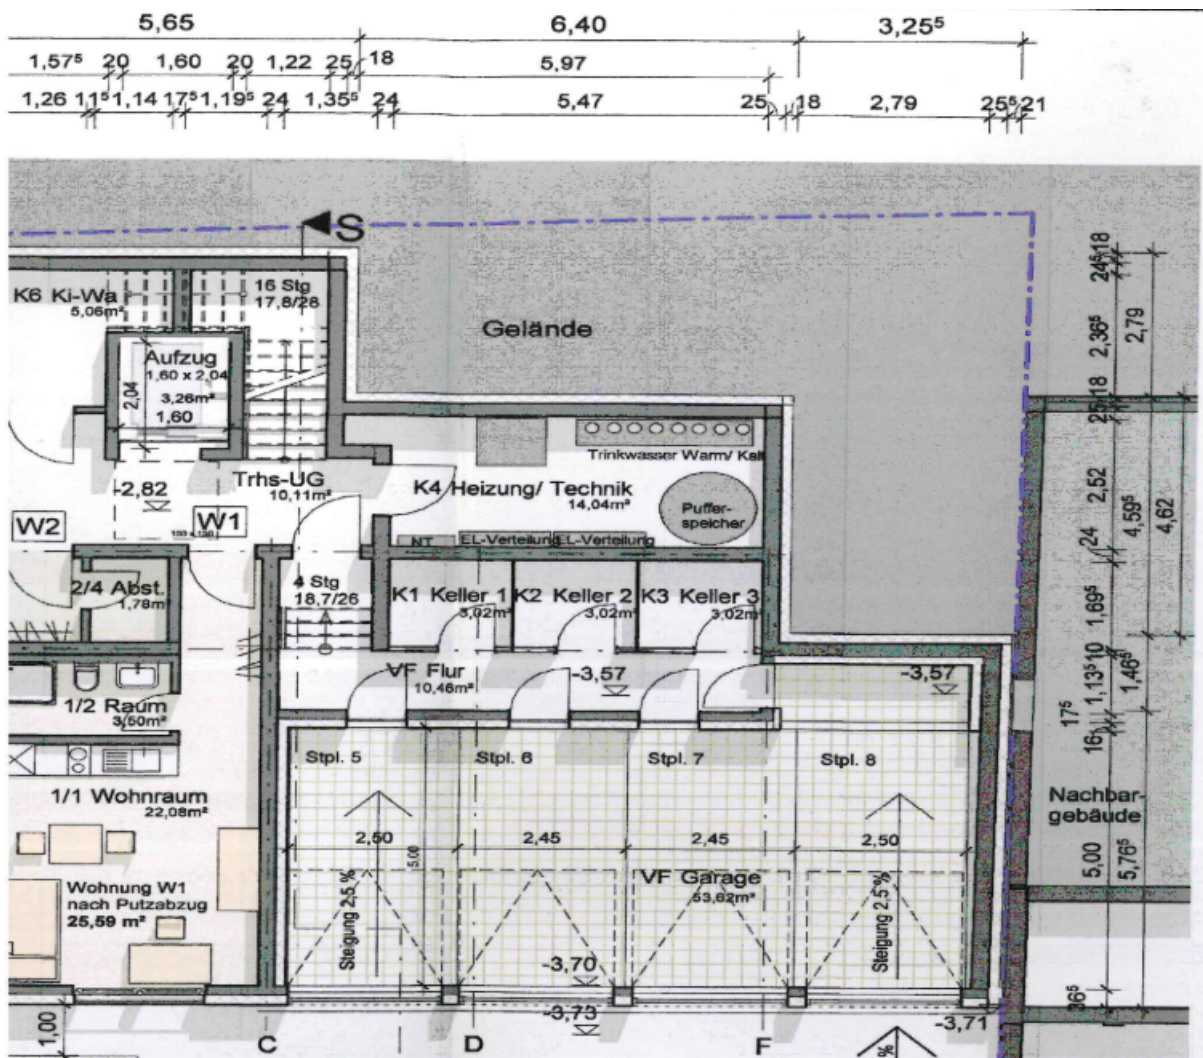 5,65 6,40 3,25⁵
1,57⁵ 20 1,60 20 1,22 25 18 5,97
1,26 11⁵ 1,14 17⁵ 1,19⁵ 24 1,35⁵ 24 5,47 25 18 2,79 25⁵ 21
S
K6 Ki-Wa
5,06m²
16 Stg
17,8/28
Gelände
Aufzug
1,60 x 2,04
3,26m²
1,60
2,04
24⁵ 18
2,36⁵
2,79
25 18
Trinkwasser Warm/ Kalt
Trhs-UG
10,11m²
K4 Heizung/ Technik
14,04m²
Puffer-
speicher
-2,82
W2
W1
NT
EL-Verteilung
EL-Verteilung
2,52
4,59⁵
4,62
24
2/4 Abst.
1,78m²
4 Stg
18,7/26
K1 Keller 1
3,02m²
K2 Keller 2
3,02m²
K3 Keller 3
3,02m²
1,69⁵
10
VF Flur
10,46m²
-3,57
-3,57
1,13⁵
1,46⁵
17⁵
16
1/2 Raum
3,50m²
Stpl. 5
Stpl. 6
Stpl. 7
Stpl. 8
1/1 Wohnraum
22,08m²
Nachbar-
gebäude
2,50 2,45 2,45 2,50
5,00
5,00
5,76⁵
VF Garage
53,62m²
Wohnung W1
nach Putzabzug
25,59 m²
Steigung 2,5 %
Steigung 2,5 %
-3,70
-3,73
-3,71
36⁵
1,00
C
D
F
%